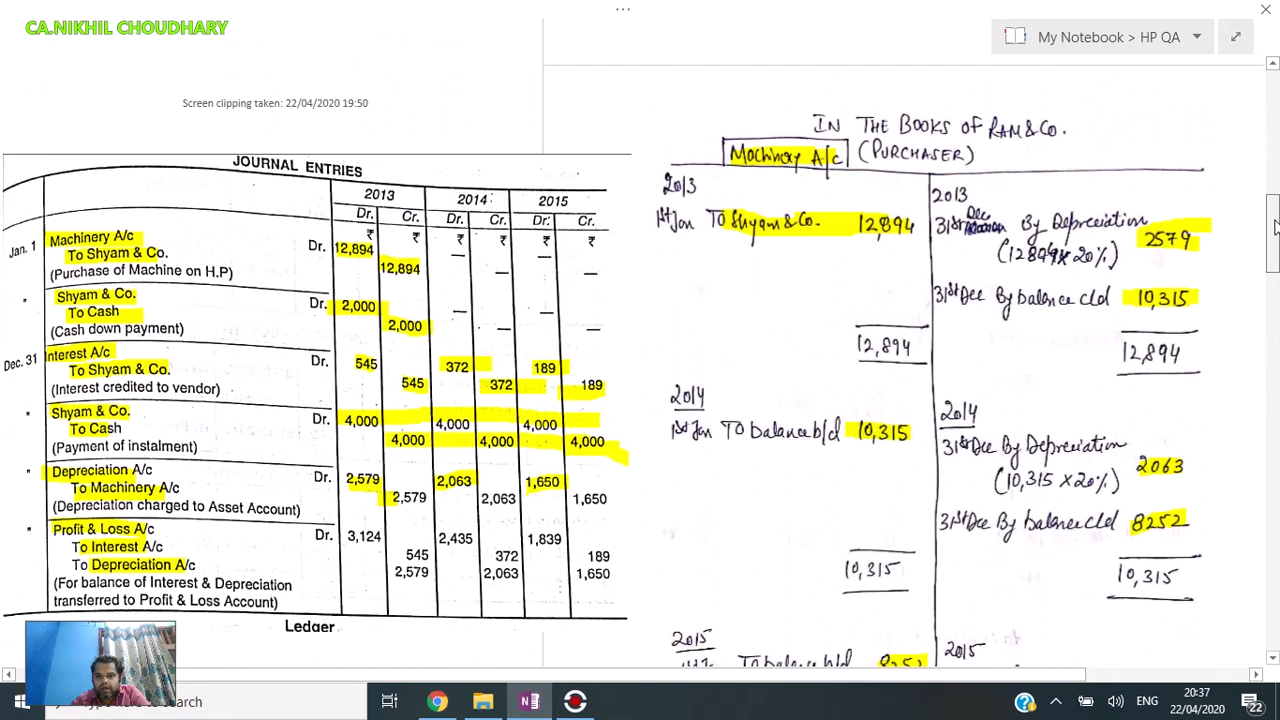 CA.NIKHIL CHOUDHARY
My Notebook > HP QA
Screen clipping taken: 22/04/2020 19:50
JOURNAL ENTRIES
2013 2014 2015
Dr. Cr. Dr. Cr. Dr. Cr.
₹ ₹ ₹ ₹ ₹ ₹
Jan. 1 Machinery A/c Dr. 12,894 — —
To Shyam & Co. 12,894 — —
(Purchase of Machine on H.P)
" Shyam & Co. Dr. 2,000 — —
To Cash 2,000 — —
(Cash down payment)
Dec. 31 Interest A/c Dr. 545 372 189
To Shyam & Co. 545 372 189
(Interest credited to vendor)
" Shyam & Co. Dr. 4,000 4,000 4,000
To Cash 4,000 4,000 4,000
(Payment of instalment)
" Depreciation A/c Dr. 2,579 2,063 1,650
To Machinery A/c 2,579 2,063 1,650
(Depreciation charged to Asset Account)
" Profit & Loss A/c Dr. 3,124 2,435 1,839
To Interest A/c 545 372 189
To Depreciation A/c 2,579 2,063 1,650
(For balance of Interest & Depreciation
transferred to Profit & Loss Account)
Ledger
IN THE BOOKS OF RAM & Co.
Machinery A/c (PURCHASER)
2013
1st Jan TO Shyam & Co. 12,894
12,894
2014
1st Jan TO balance b/d 10,315
10,315
2015
To balance b/d 8252
2013
31st Dec By Depreciation 2579
31st Dec By balance c/d 10,315
12,894
2014
31st Dec By Depreciation 2063
(10,315 x 20%)
31st Dec By balance c/d 8252
10,315
2015
ENG
20:37
22/04/2020
22